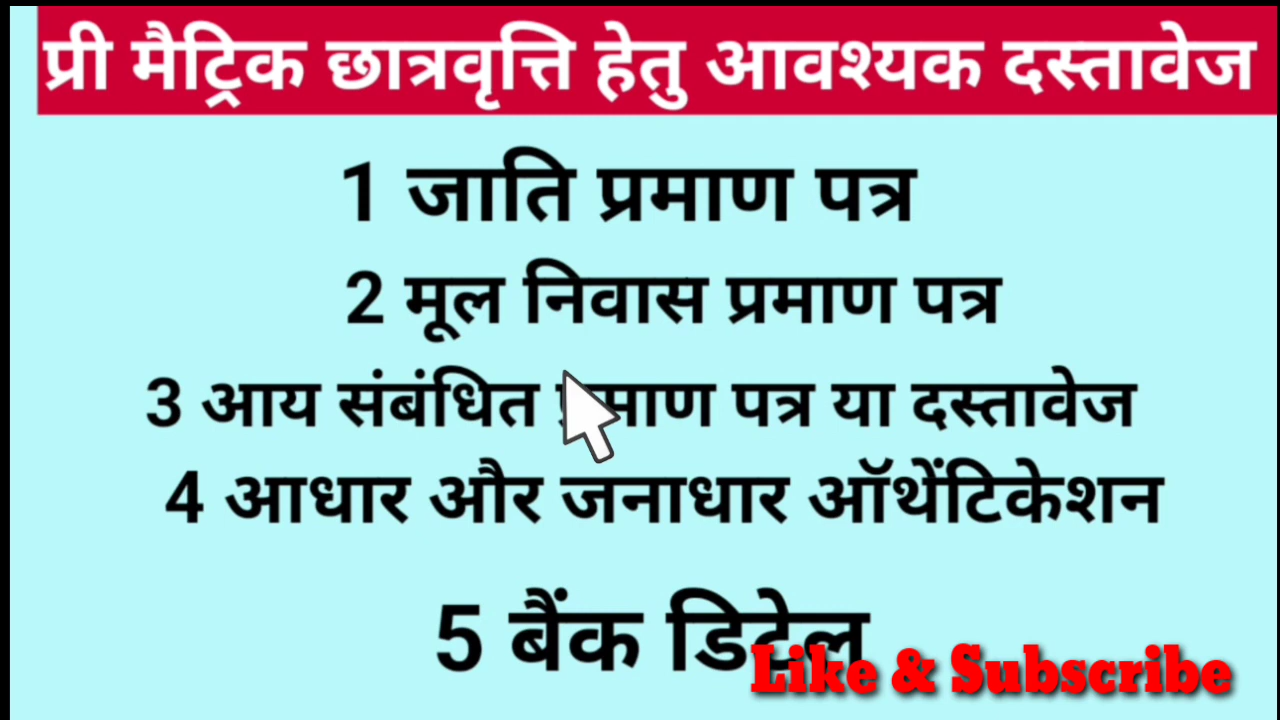 प्री मैट्रिक छात्रवृत्ति हेतु आवश्यक दस्तावेज
1 जाति प्रमाण पत्र
2 मूल निवास प्रमाण पत्र
3 आय संबंधित प्रमाण पत्र या दस्तावेज
4 आधार और जनाधार ऑथेंटिकेशन
5 बैंक डिटेल
Like & Subscribe